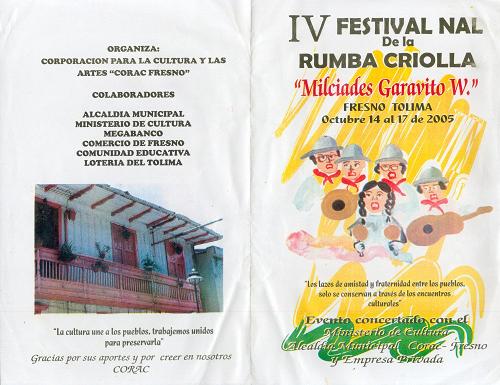 ORGANIZA:
CORPORACION PARA LA CULTURA Y LAS
ARTES "CORAC FRESNO"
COLABORADORES
ALCALDIA MUNICIPAL
MINISTERIO DE CULTURA
MEGABANCO
COMERCIO DE FRESNO
COMUNIDAD EDUCATIVA
LOTERIA DEL TOLIMA
"La cultura une a los pueblos, trabajemos unidos
para preservarla"
Gracias por sus aportes y por creer en nosotros
CORAC
IV FESTIVAL NAL
De la
RUMBA CRIOLLA
"Milciades Garavito W."
FRESNO TOLIMA
Octubre 14 al 17 de 2005
"Los lazos de amistad y fraternidad entre los pueblos,
solo se conservan a través de los encuentros
culturales"
Evento concertado con el
Ministerio de Cultura
Alcaldia Municipal Corac- Fresno
y Empresa Privada